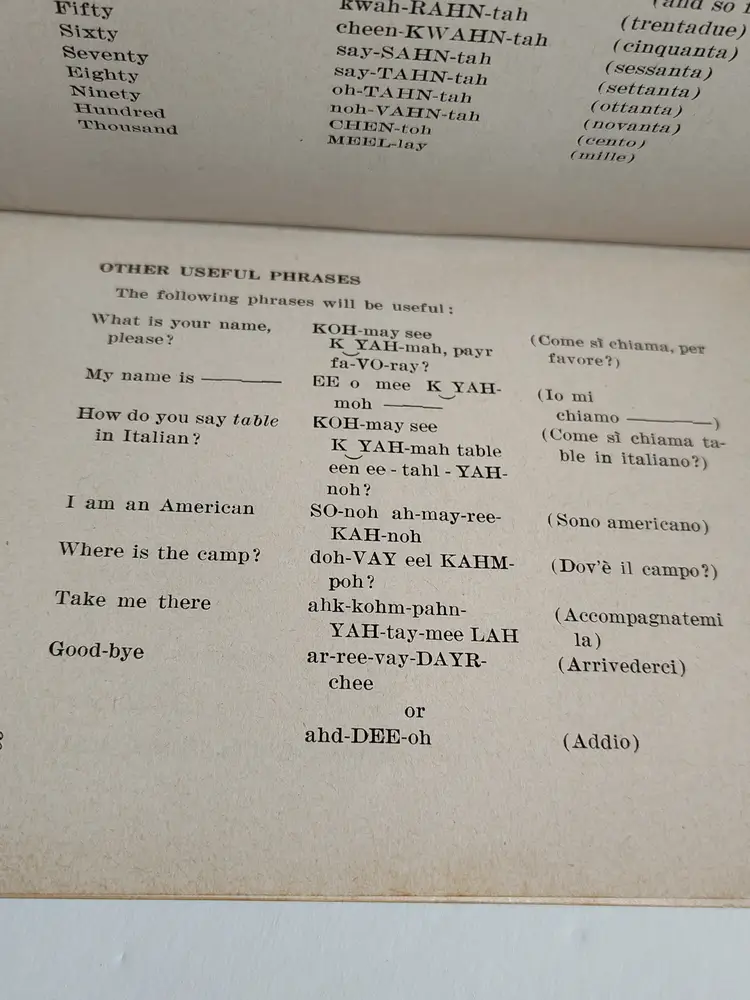 Fifty kwah-RAHN-tah (and so
Sixty cheen-KWAHN-tah (trentadue)
Seventy say-SAHN-tah (cinquanta)
Eighty say-TAHN-tah (sessanta)
Ninety oh-TAHN-tah (settanta)
Hundred noh-VAHN-tah (ottanta)
Thousand CHEN-toh (novanta)
MEEL-lay (cento)
(mille)
OTHER USEFUL PHRASES
The following phrases will be useful:
What is your name, KOH-may see (Come sì chiama, per
please? K YAH-mah, payr favore?)
fa-VO-ray?
My name is ——— EE o mee K YAH- (Io mi
moh ——— chiamo ———)
How do you say table KOH-may see (Come sì chiama ta-
in Italian? K YAH-mah table ble in italiano?)
een ee - tahl - YAH-
noh?
I am an American SO-noh ah-may-ree- (Sono americano)
KAH-noh
Where is the camp? doh-VAY eel KAHM- (Dov'è il campo?)
poh?
Take me there ahk-kohm-pahn- (Accompagnatemi
YAH-tay-mee LAH la)
Good-bye ar-ree-vay-DAYR- (Arrivederci)
chee
or
ahd-DEE-oh (Addio)